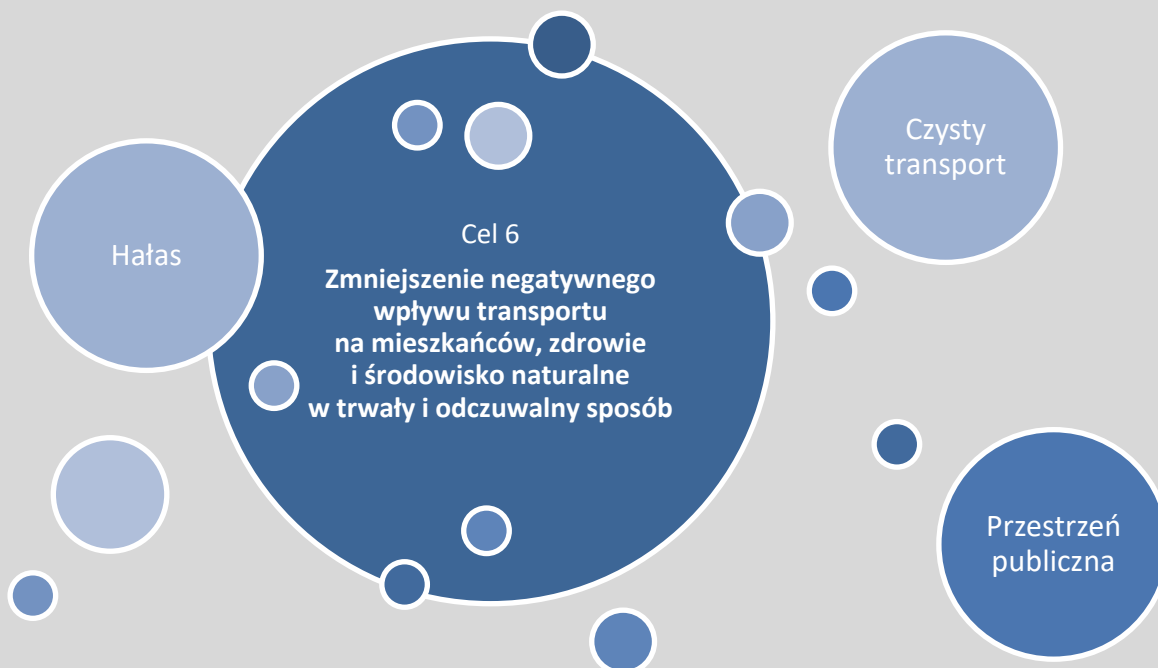 Hałas
Cel 6
Zmniejszenie negatywnego
wpływu transportu
na mieszkańców, zdrowie
i środowisko naturalne
w trwały i odczuwalny sposób
Czysty
transport
Przestrzeń
publiczna